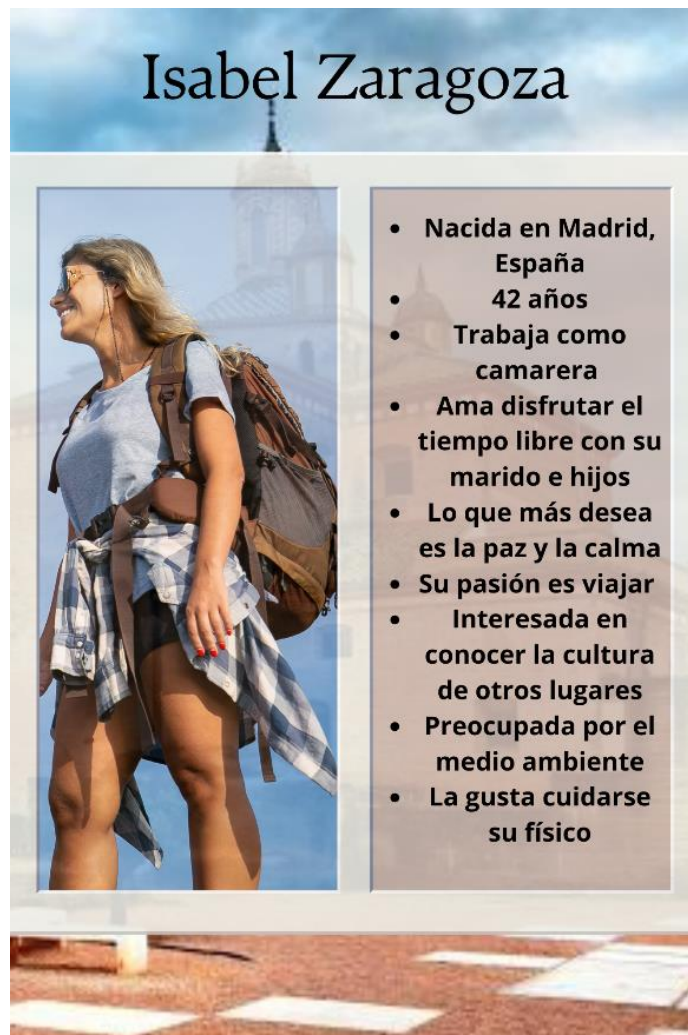 Isabel Zaragoza
• Nacida en Madrid,
España
• 42 años
• Trabaja como
camarera
• Ama disfrutar el
tiempo libre con su
marido e hijos
• Lo que más desea
es la paz y la calma
• Su pasión es viajar
• Interesada en
conocer la cultura
de otros lugares
• Preocupada por el
medio ambiente
• La gusta cuidarse
su físico